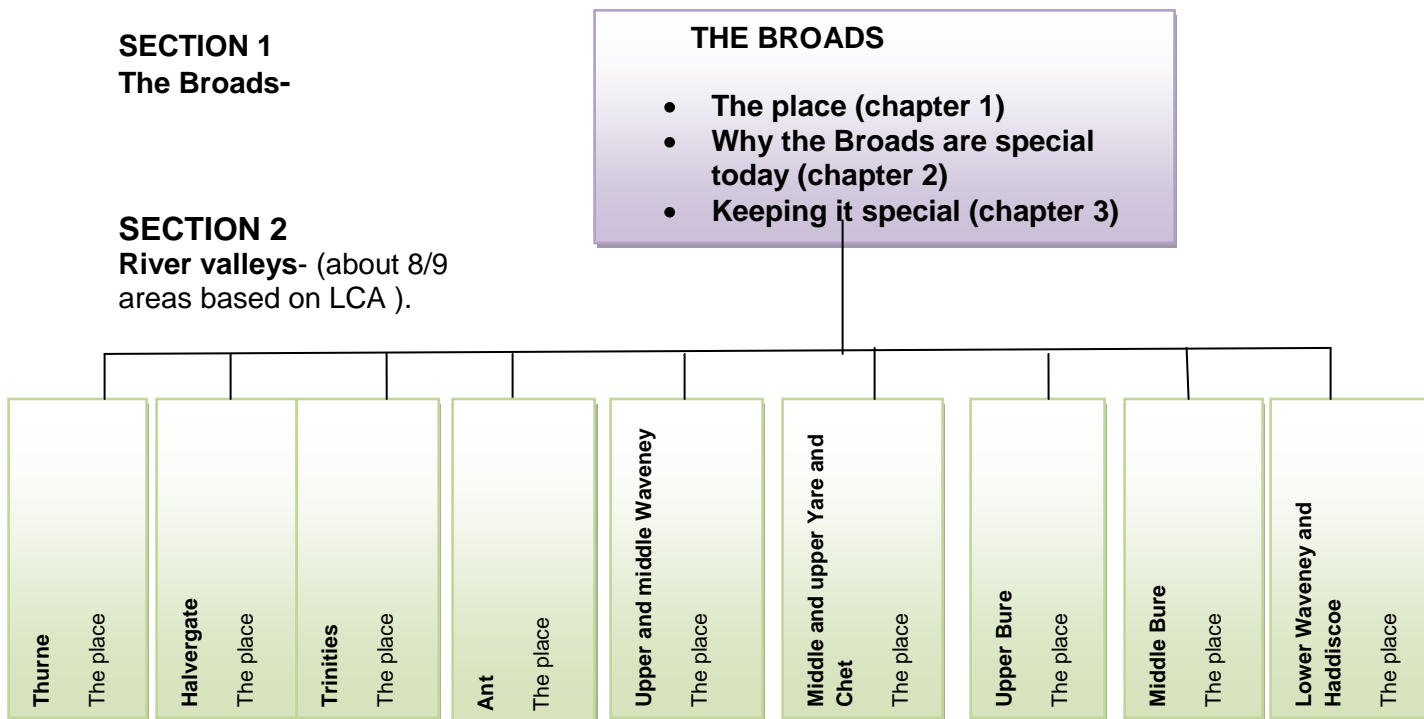 SECTION 1
The Broads-
THE BROADS
• The place (chapter 1)
• Why the Broads are special
today (chapter 2)
• Keeping it special (chapter 3)
SECTION 2
River valleys- (about 8/9
areas based on LCA ).
Thurne
The place
Halvergate
The place
Trinities
The place
Ant
The place
Upper and middle Waveney
The place
Middle and upper Yare and
Chet
The place
Upper Bure
The place
Middle Bure
The place
Lower Waveney and
Haddiscoe
The place